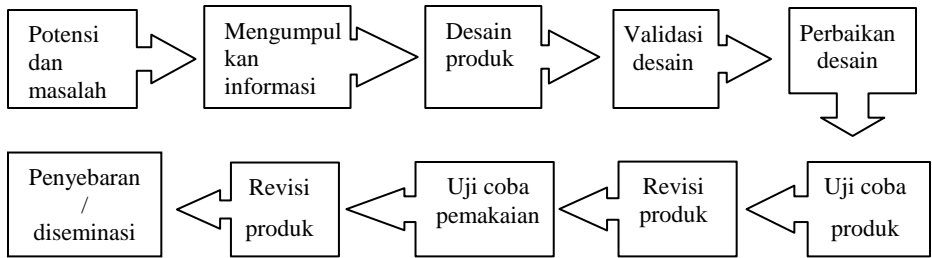 Potensi
dan
masalah
Mengumpul
kan
informasi
Desain
produk
Validasi
desain
Perbaikan
desain
Uji coba
produk
Revisi
produk
Uji coba
pemakaian
Revisi
produk
Penyebaran
/
diseminasi